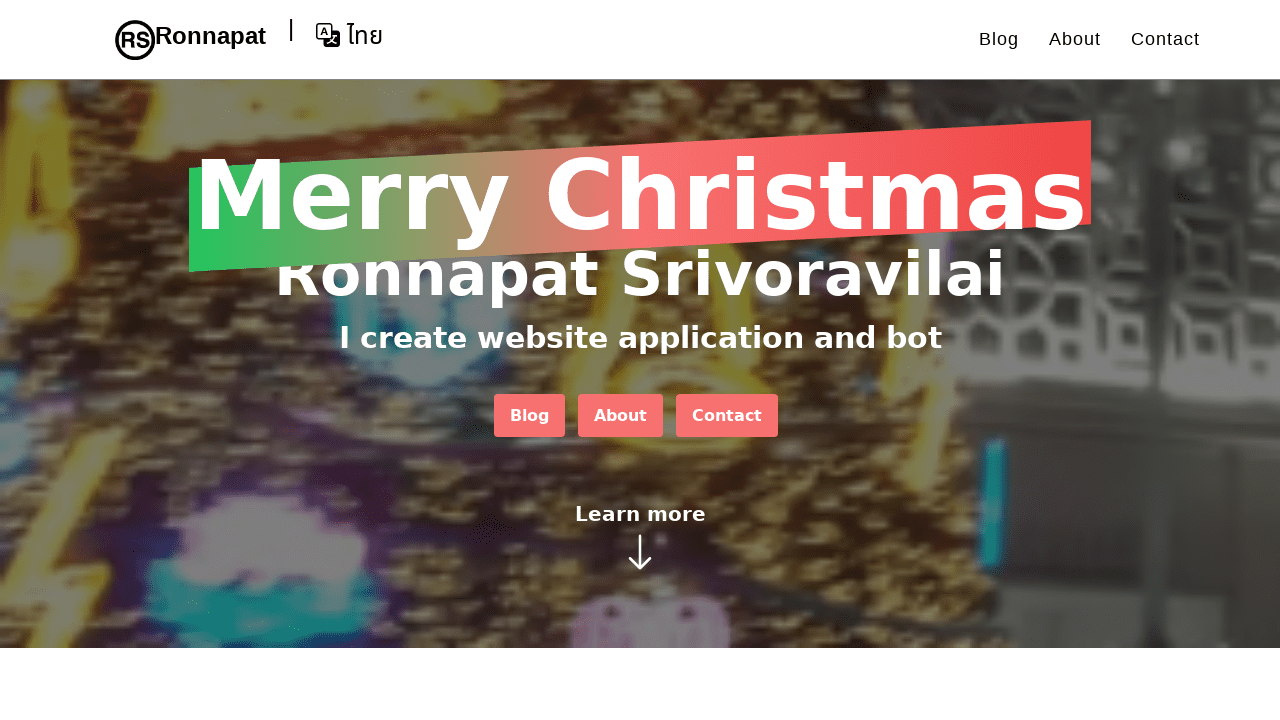 RS Ronnapat | ไทย Blog About Contact
Merry Christmas
Ronnapat Srivoravilai
I create website application and bot
Blog About Contact
Learn more